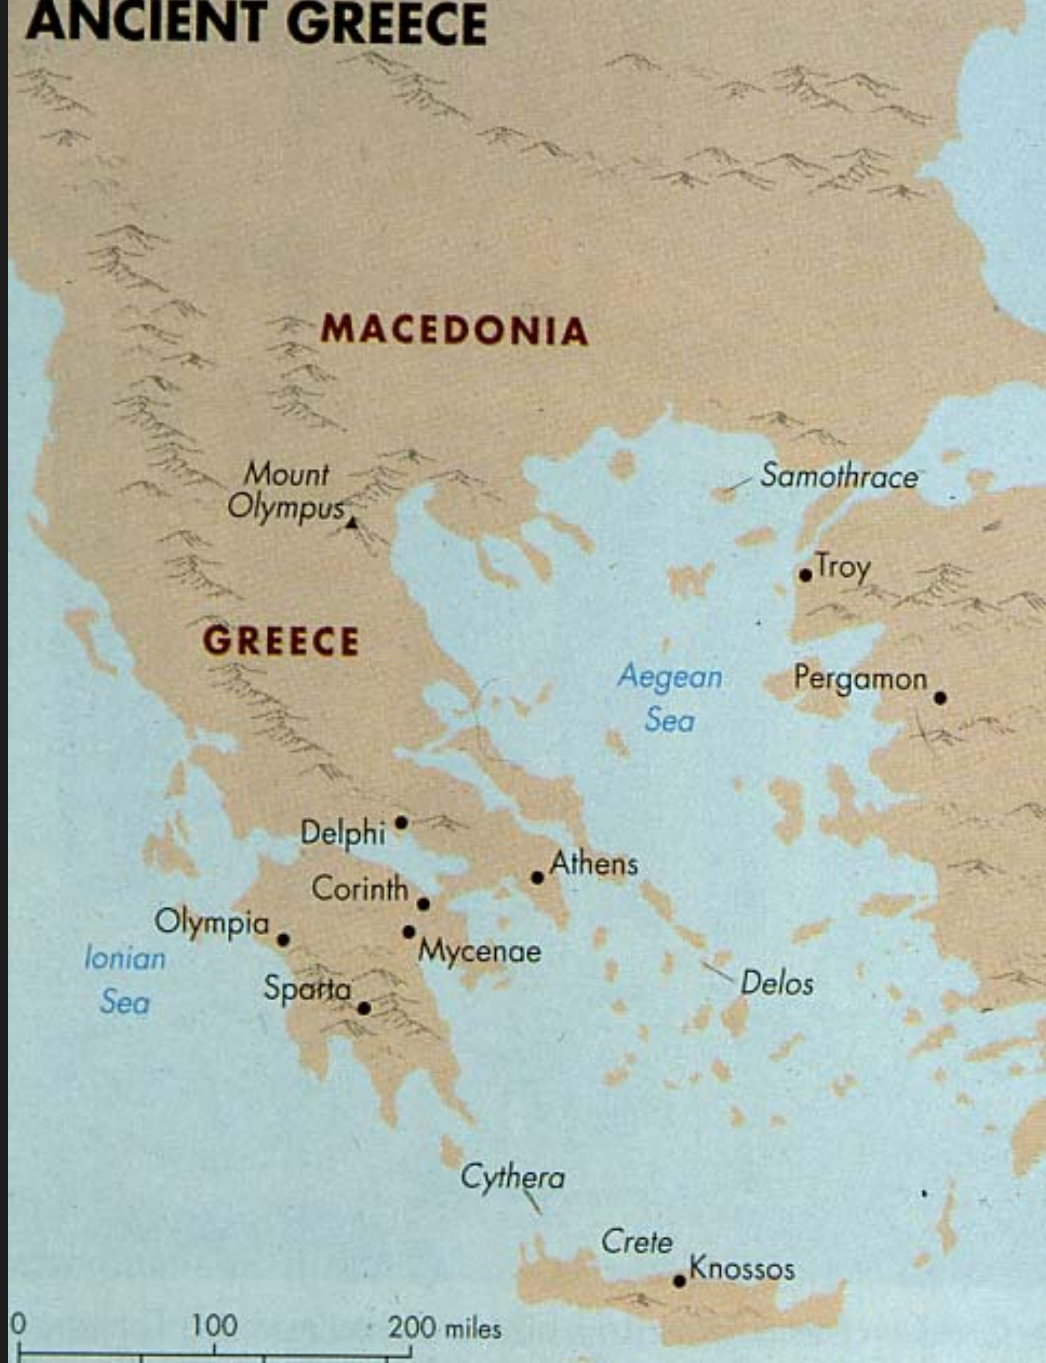 ANCIENT GREECE
MACEDONIA
Mount
Olympus
Samothrace
Troy
GREECE
Aegean
Sea
Pergamon
Delphi
Athens
Corinth
Olympia
Mycenae
Ionian
Sea
Sparta
Delos
Cythera
Crete
Knossos
0 100 200 miles